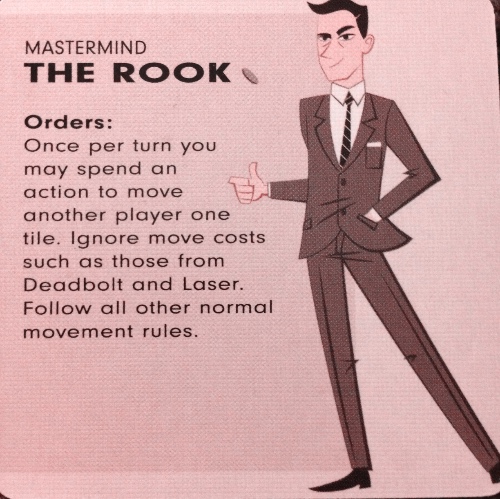 MASTERMIND
THE ROOK
Orders:
Once per turn you
may spend an
action to move
another player one
tile. Ignore move costs
such as those from
Deadbolt and Laser.
Follow all other normal
movement rules.